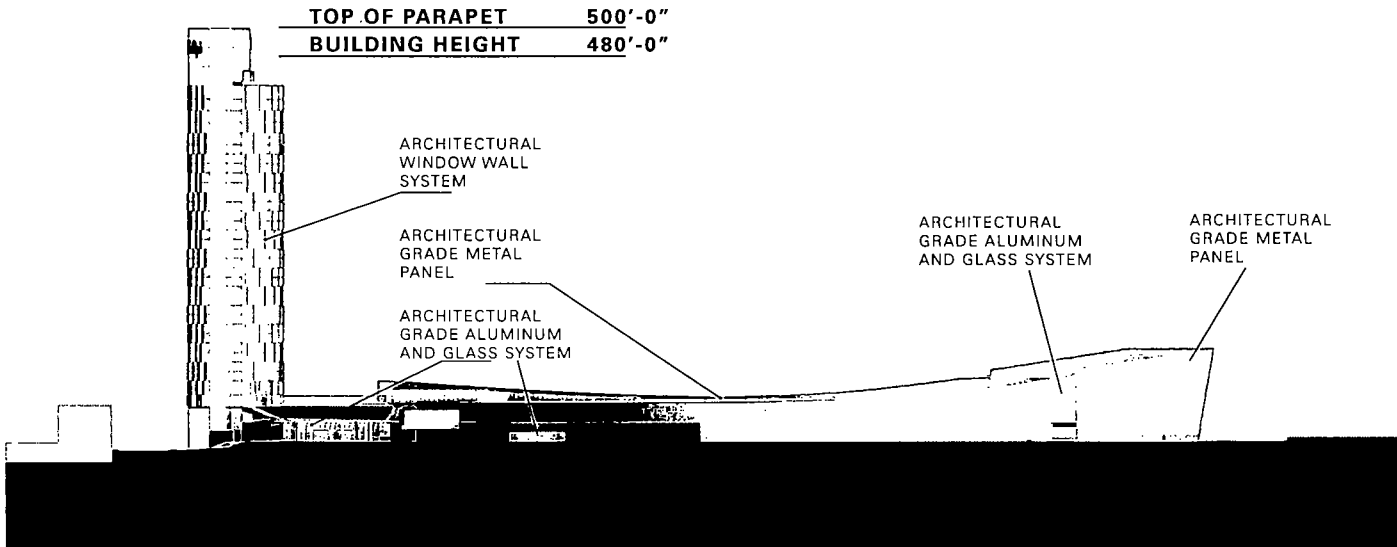 TOP OF PARAPET 500'-0"
BUILDING HEIGHT 480'-0"
ARCHITECTURAL
WINDOW WALL
SYSTEM
ARCHITECTURAL
GRADE METAL
PANEL
ARCHITECTURAL
GRADE ALUMINUM
AND GLASS SYSTEM
ARCHITECTURAL
GRADE ALUMINUM
AND GLASS SYSTEM
ARCHITECTURAL
GRADE METAL
PANEL